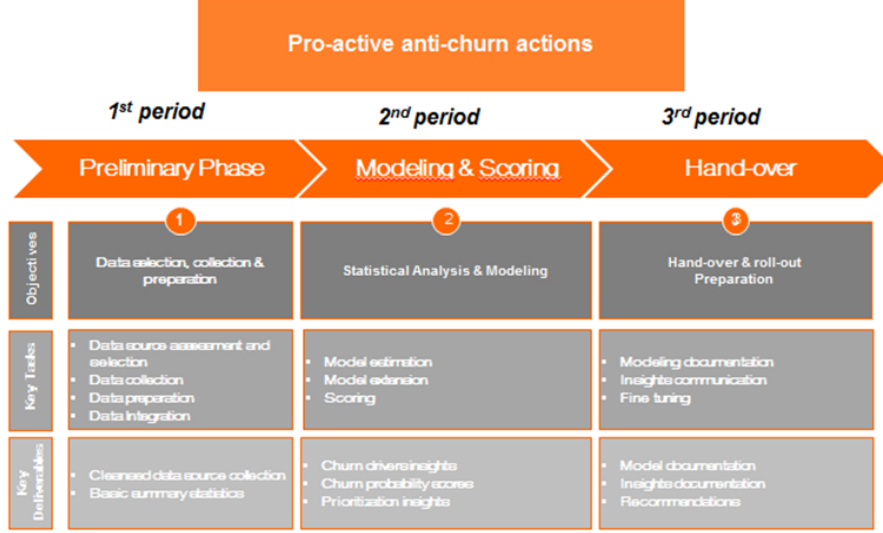 Pro-active anti-churn actions
1st period
2nd period
3rd period
Preliminary Phase
Modeling & Scoring
Hand-over
1
2
3
Objectives
Data selection, collection &
preparation
Statistical Analysis & Modeling
Hand-over & roll-out
Preparation
Key Tasks
▪ Data source assessment and
selection
▪ Data collection
▪ Data preparation
▪ Data Integration
▪ Model estimation
▪ Model extension
▪ Scoring
▪ Modeling documentation
▪ Insights communication
▪ Fine tuning
Key
Deliverables
▪ Cleansed data source collection
▪ Basic summary statistics
▪ Churn drivers insights
▪ Churn probability scores
▪ Prioritization insights
▪ Model documentation
▪ Insights documentation
▪ Recommendations